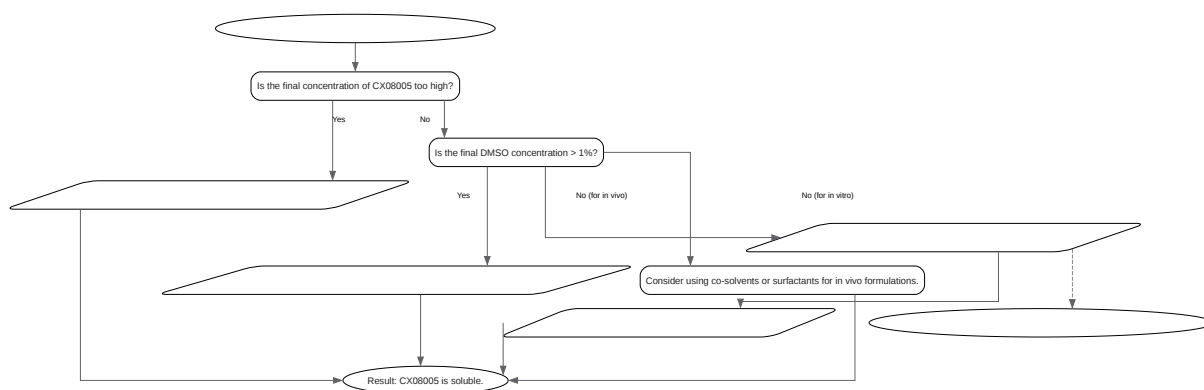 Is the final concentration of CX08005 too high?
Yes
No
Is the final DMSO concentration > 1%?
Yes
No (for in vivo)
No (for in vitro)
Consider using co-solvents or surfactants for in vivo formulations.
Result: CX08005 is soluble.